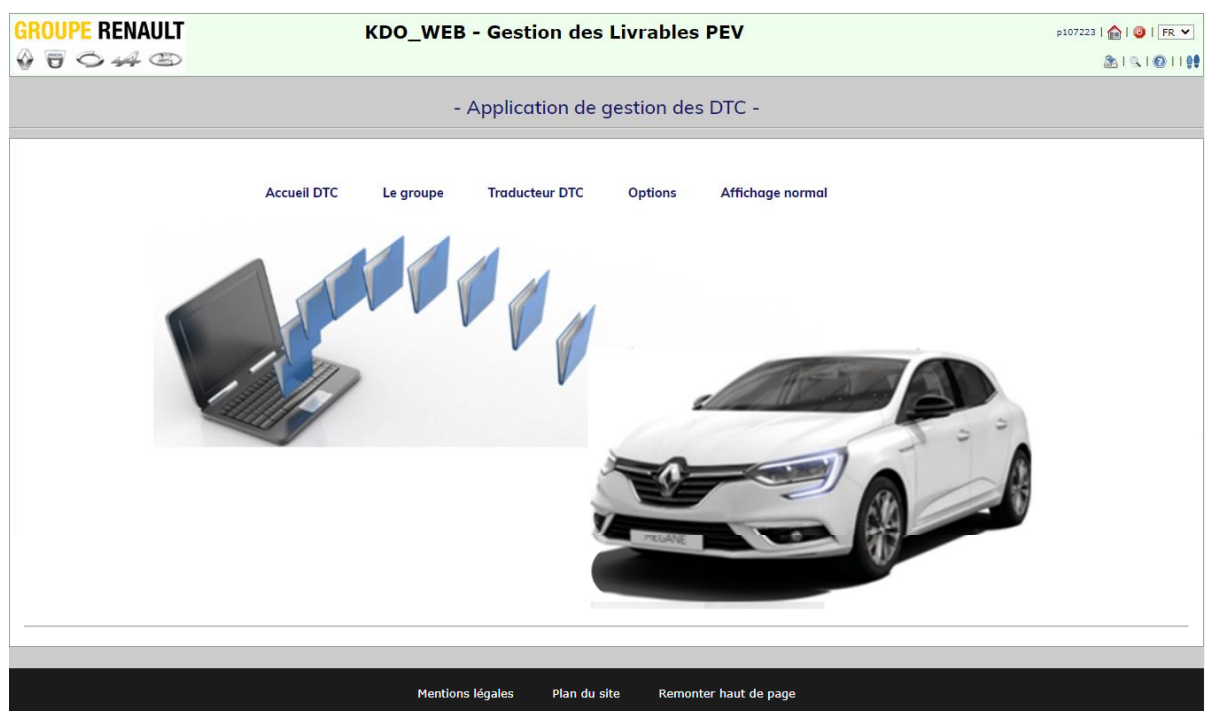 GROUPE RENAULT
KDO_WEB - Gestion des Livrables PEV
p107223 | | | FR
| | | |
- Application de gestion des DTC -
Accueil DTC Le groupe Traducteur DTC Options Affichage normal
MEGANE
Mentions légales Plan du site Remonter haut de page